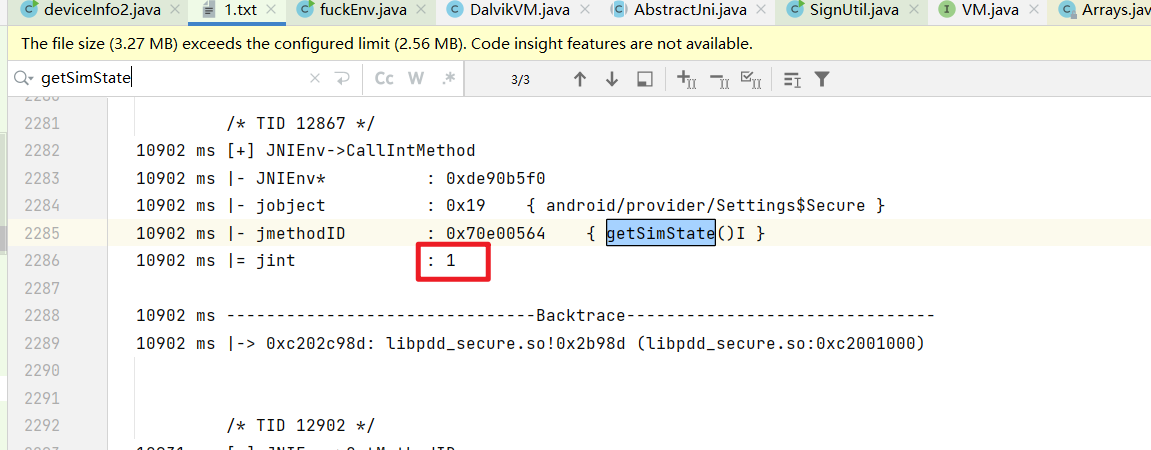 deviceInfo2.java × 1.txt × fuckEnv.java × DalvikVM.java × AbstractJni.java × SignUtil.java × VM.java × Arrays.jav
The file size (3.27 MB) exceeds the configured limit (2.56 MB). Code insight features are not available.
getSimState × Cc W .* 3/3
2281 /* TID 12867 */
2282 10902 ms [+] JNIEnv->CallIntMethod
2283 10902 ms |- JNIEnv* : 0xde90b5f0
2284 10902 ms |- jobject : 0x19 { android/provider/Settings$Secure }
2285 10902 ms |- jmethodID : 0x70e00564 { getSimState()I }
2286 10902 ms |= jint : 1
2287
2288 10902 ms -------------------------------Backtrace-------------------------------
2289 10902 ms |-> 0xc202c98d: libpdd_secure.so!0x2b98d (libpdd_secure.so:0xc2001000)
2290
2291
2292 /* TID 12902 */